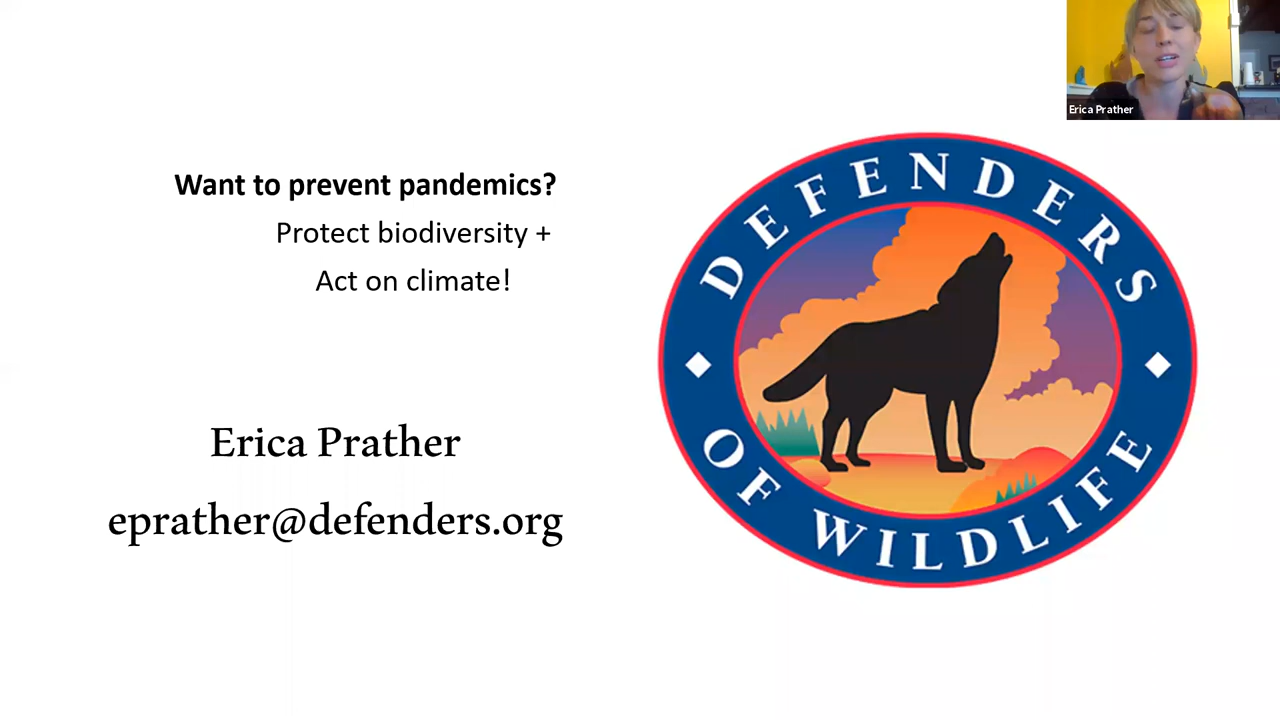 Want to prevent pandemics?
Protect biodiversity +
Act on climate!
Erica Prather
eprather@defenders.org
DEFENDERS
OF WILDLIFE
Erica Prather